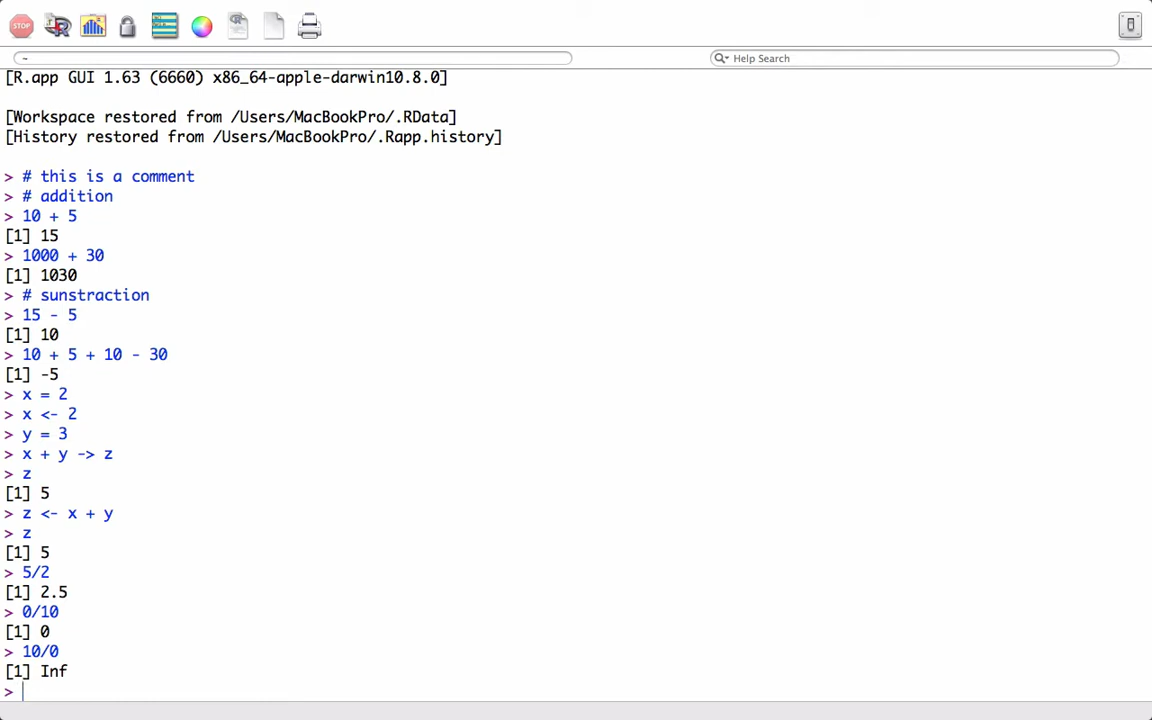 STOP
~
Help Search
[R.app GUI 1.63 (6660) x86_64-apple-darwin10.8.0]
[Workspace restored from /Users/MacBookPro/.RData]
[History restored from /Users/MacBookPro/.Rapp.history]
> # this is a comment
> # addition
> 10 + 5
[1] 15
> 1000 + 30
[1] 1030
> # sunstraction
> 15 - 5
[1] 10
> 10 + 5 + 10 - 30
[1] -5
> x = 2
> x <- 2
> y = 3
> x + y -> z
> z
[1] 5
> z <- x + y
> z
[1] 5
> 5/2
[1] 2.5
> 0/10
[1] 0
> 10/0
[1] Inf
>